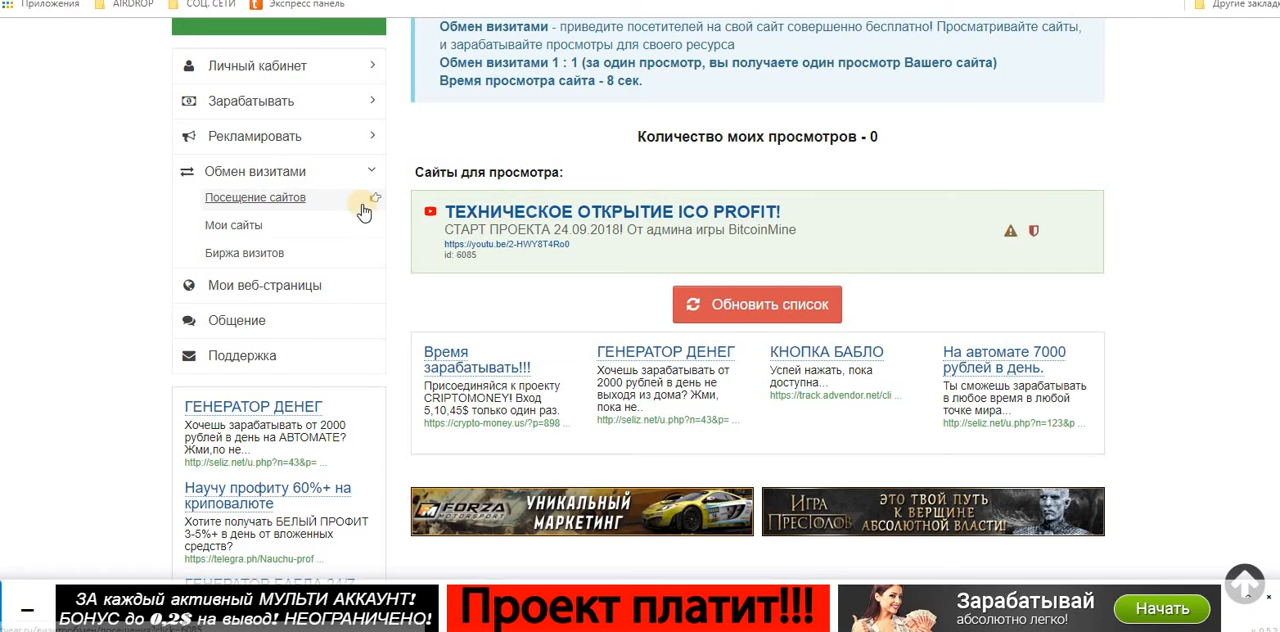 Приложения
AIRDROP
СОЦ. СЕТИ
Экспресс панель
Другие заклад
Личный кабинет
Зарабатывать
Рекламировать
Обмен визитами
Посещение сайтов
Мои сайты
Биржа визитов
Мои веб-страницы
Общение
Поддержка
ГЕНЕРАТОР ДЕНЕГ
Хочешь зарабатывать от
2000 рублей в день на АВТОМАТЕ?
Жми,по не...
http://seliz.net/u.php?n=43&p= ...
Научу профиту 60%+ на
криповалюте
Хотите получать БЕЛЫЙ ПРОФИТ
3-5%+ в день от вложенных
средств?
https://telegra.ph/Nauchu-prof ...
ГЕНЕРАТОР БАБЛА 24/7
Обмен визитами - приведите посетителей на свой сайт совершенно бесплатно! Просматривайте сайты,
и зарабатывайте просмотры для своего ресурса
Обмен визитами 1 : 1 (за один просмотр, вы получаете один просмотр Вашего сайта)
Время просмотра сайта - 8 сек.
Количество моих просмотров - 0
Сайты для просмотра:
ТЕХНИЧЕСКОЕ ОТКРЫТИЕ ICO PROFIT!
СТАРТ ПРОЕКТА 24.09.2018! От админа игры BitcoinMine
https://youtu.be/2-HWY8T4Ro0
id: 6085
Обновить список
Время
зарабатывать!!!
Присоединяйся к проекту
CRIPTOMONEY! Вход
5,10,45$ только один раз.
https://crypto-money.us/?p=898 ...
ГЕНЕРАТОР ДЕНЕГ
Хочешь зарабатывать от
2000 рублей в день не
выходя из дома? Жми,
пока не..
http://seliz.net/u.php?n=43&p= ...
КНОПКА БАБЛО
Успей нажать, пока
доступна...
https://track.advendor.net/cli ...
На автомате 7000
рублей в день.
Ты сможешь зарабатывать
в любое время в любой
точке мира...
http://seliz.net/u.php?n=123&p ...
FORZA
MOTORSPORT
УНИКАЛЬНЫЙ
МАРКЕТИНГ
ИГРА
ПРЕСТОЛОВ
ЭТО ТВОЙ ПУТЬ
К ВЕРШИНЕ
АБСОЛЮТНОЙ ВЛАСТИ!
ЗА каждый активный МУЛЬТИ АККАУНТ!
БОНУС до 0,2$ на вывод! НЕОГРАНИЧЕНО!
Проект платит!!!
Зарабатывай
абсолютно легко!
Начать